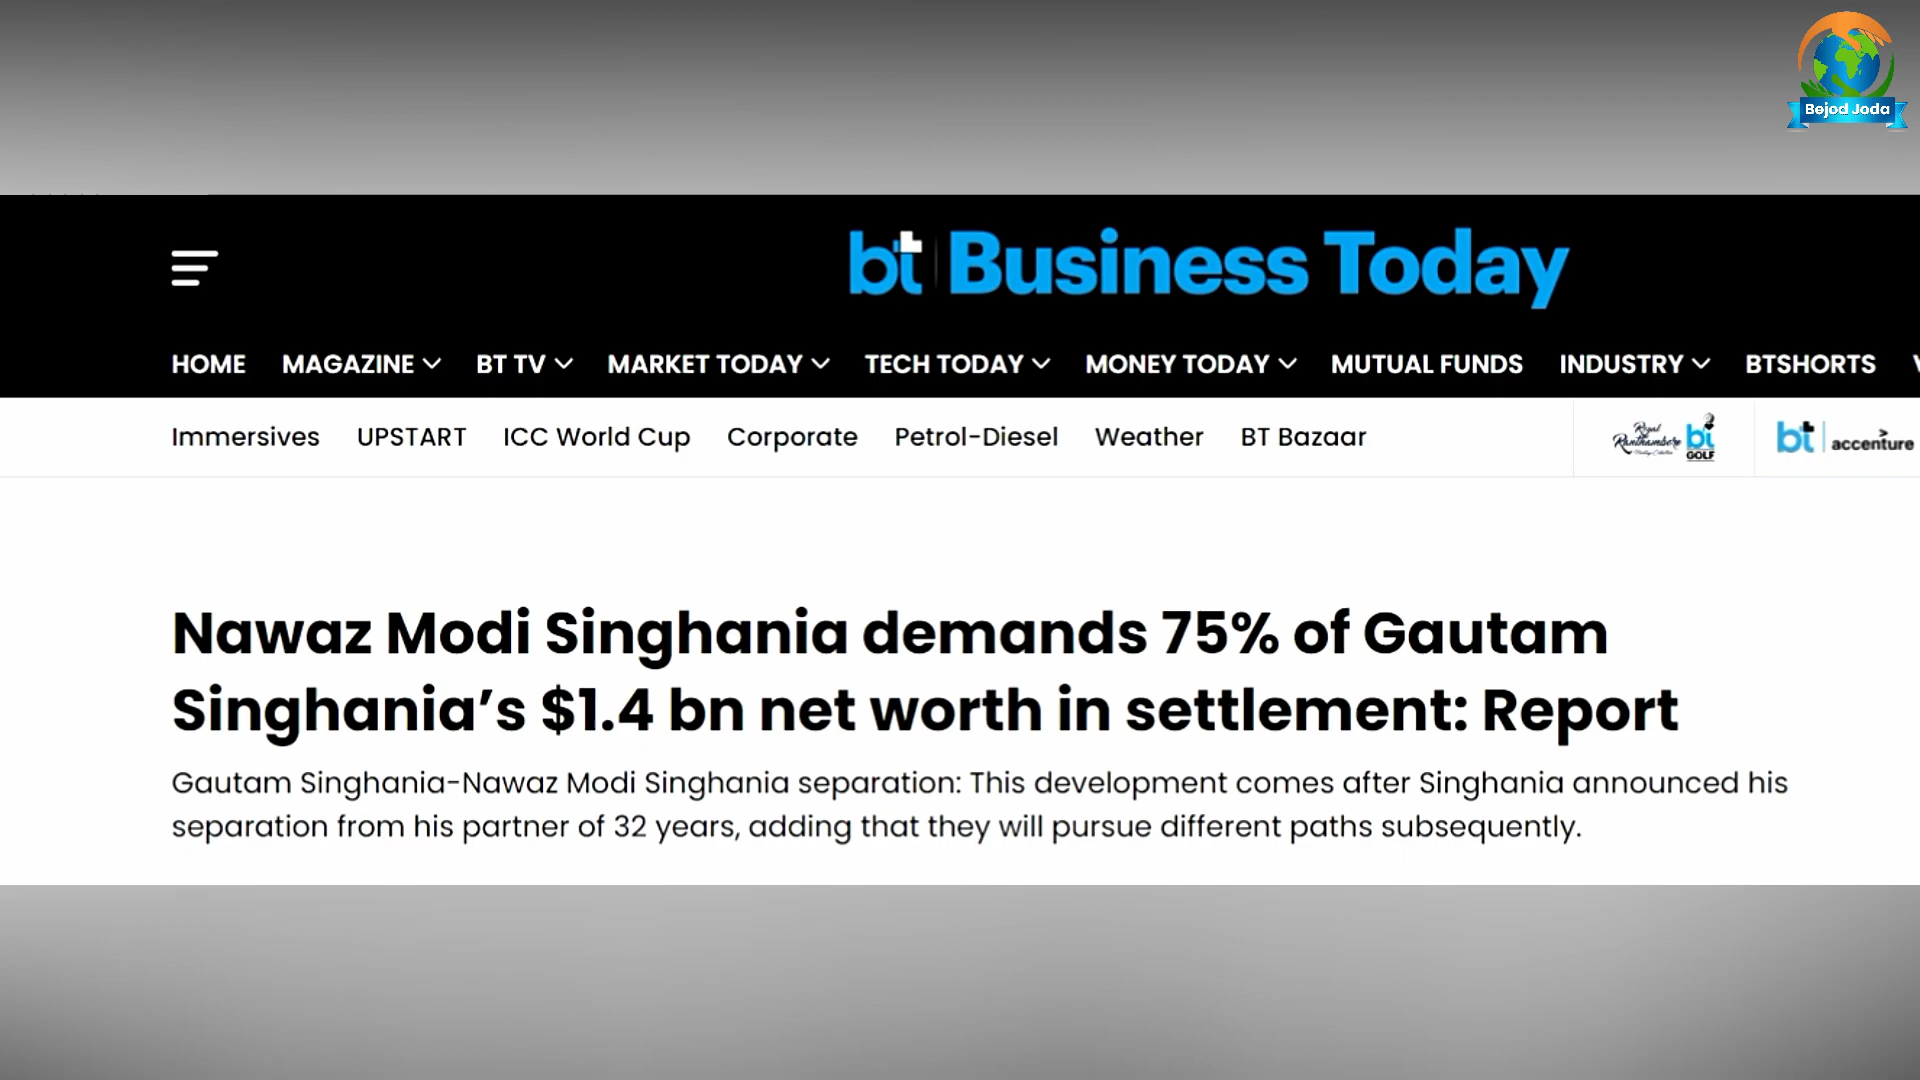 Bejod Joda
bt Business Today
HOME MAGAZINE BT TV MARKET TODAY TECH TODAY MONEY TODAY MUTUAL FUNDS INDUSTRY BTSHORTS
Immersives UPSTART ICC World Cup Corporate Petrol-Diesel Weather BT Bazaar Royal Ranthambore bt GOLF bt accenture
Nawaz Modi Singhania demands 75% of Gautam
Singhania’s $1.4 bn net worth in settlement: Report
Gautam Singhania-Nawaz Modi Singhania separation: This development comes after Singhania announced his
separation from his partner of 32 years, adding that they will pursue different paths subsequently.